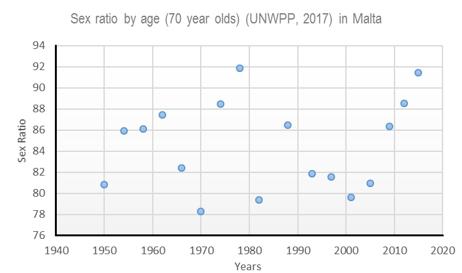 Sex ratio by age (70 year olds) (UNWPP, 2017) in Malta
94
92
90
88
86
84
82
80
78
76
Sex Ratio
1940 1950 1960 1970 1980 1990 2000 2010 2020
Years